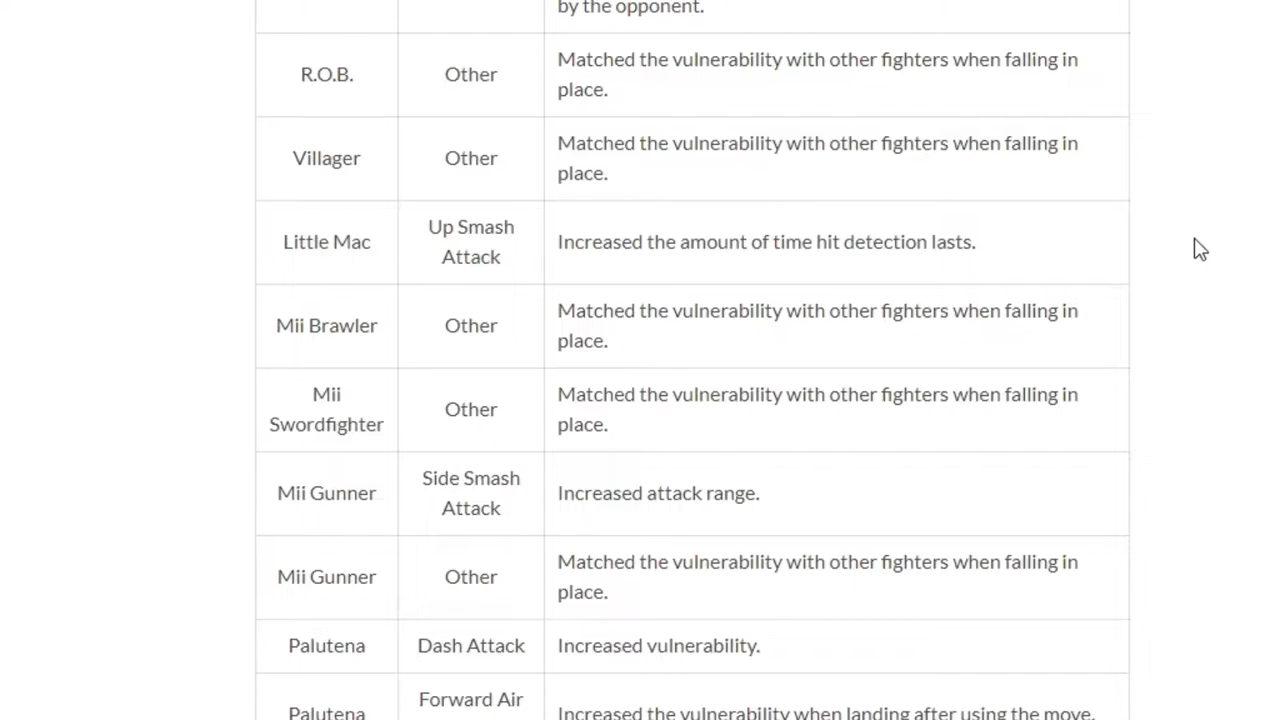 by the opponent.
R.O.B. Other Matched the vulnerability with other fighters when falling in
place.
Villager Other Matched the vulnerability with other fighters when falling in
place.
Little Mac Up Smash
Attack Increased the amount of time hit detection lasts.
Mii Brawler Other Matched the vulnerability with other fighters when falling in
place.
Mii
Swordfighter Other Matched the vulnerability with other fighters when falling in
place.
Mii Gunner Side Smash
Attack Increased attack range.
Mii Gunner Other Matched the vulnerability with other fighters when falling in
place.
Palutena Dash Attack Increased vulnerability.
Palutena Forward Air Increased the vulnerability when landing after using the move.